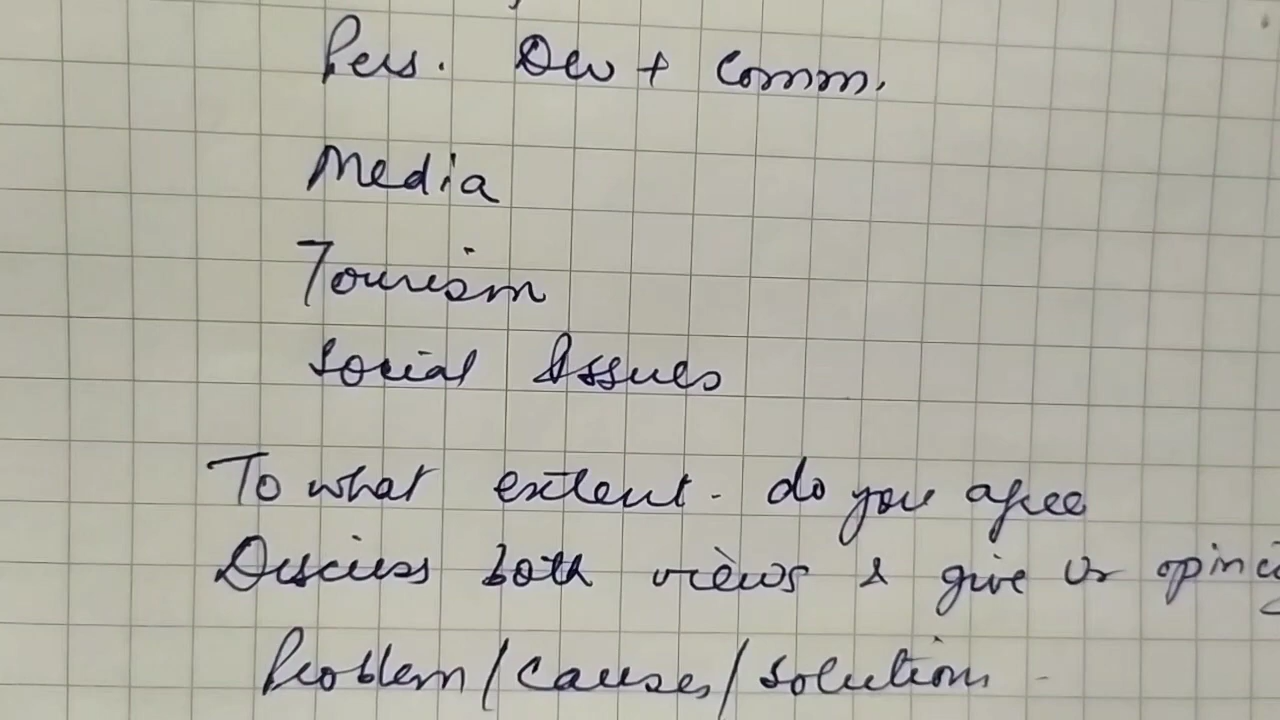 Pers. Dev + Comm.
Media
Tourism
Social Issues
To what extent. do you agree
Discuss both views & give Ur
Problem/Causes/Solution